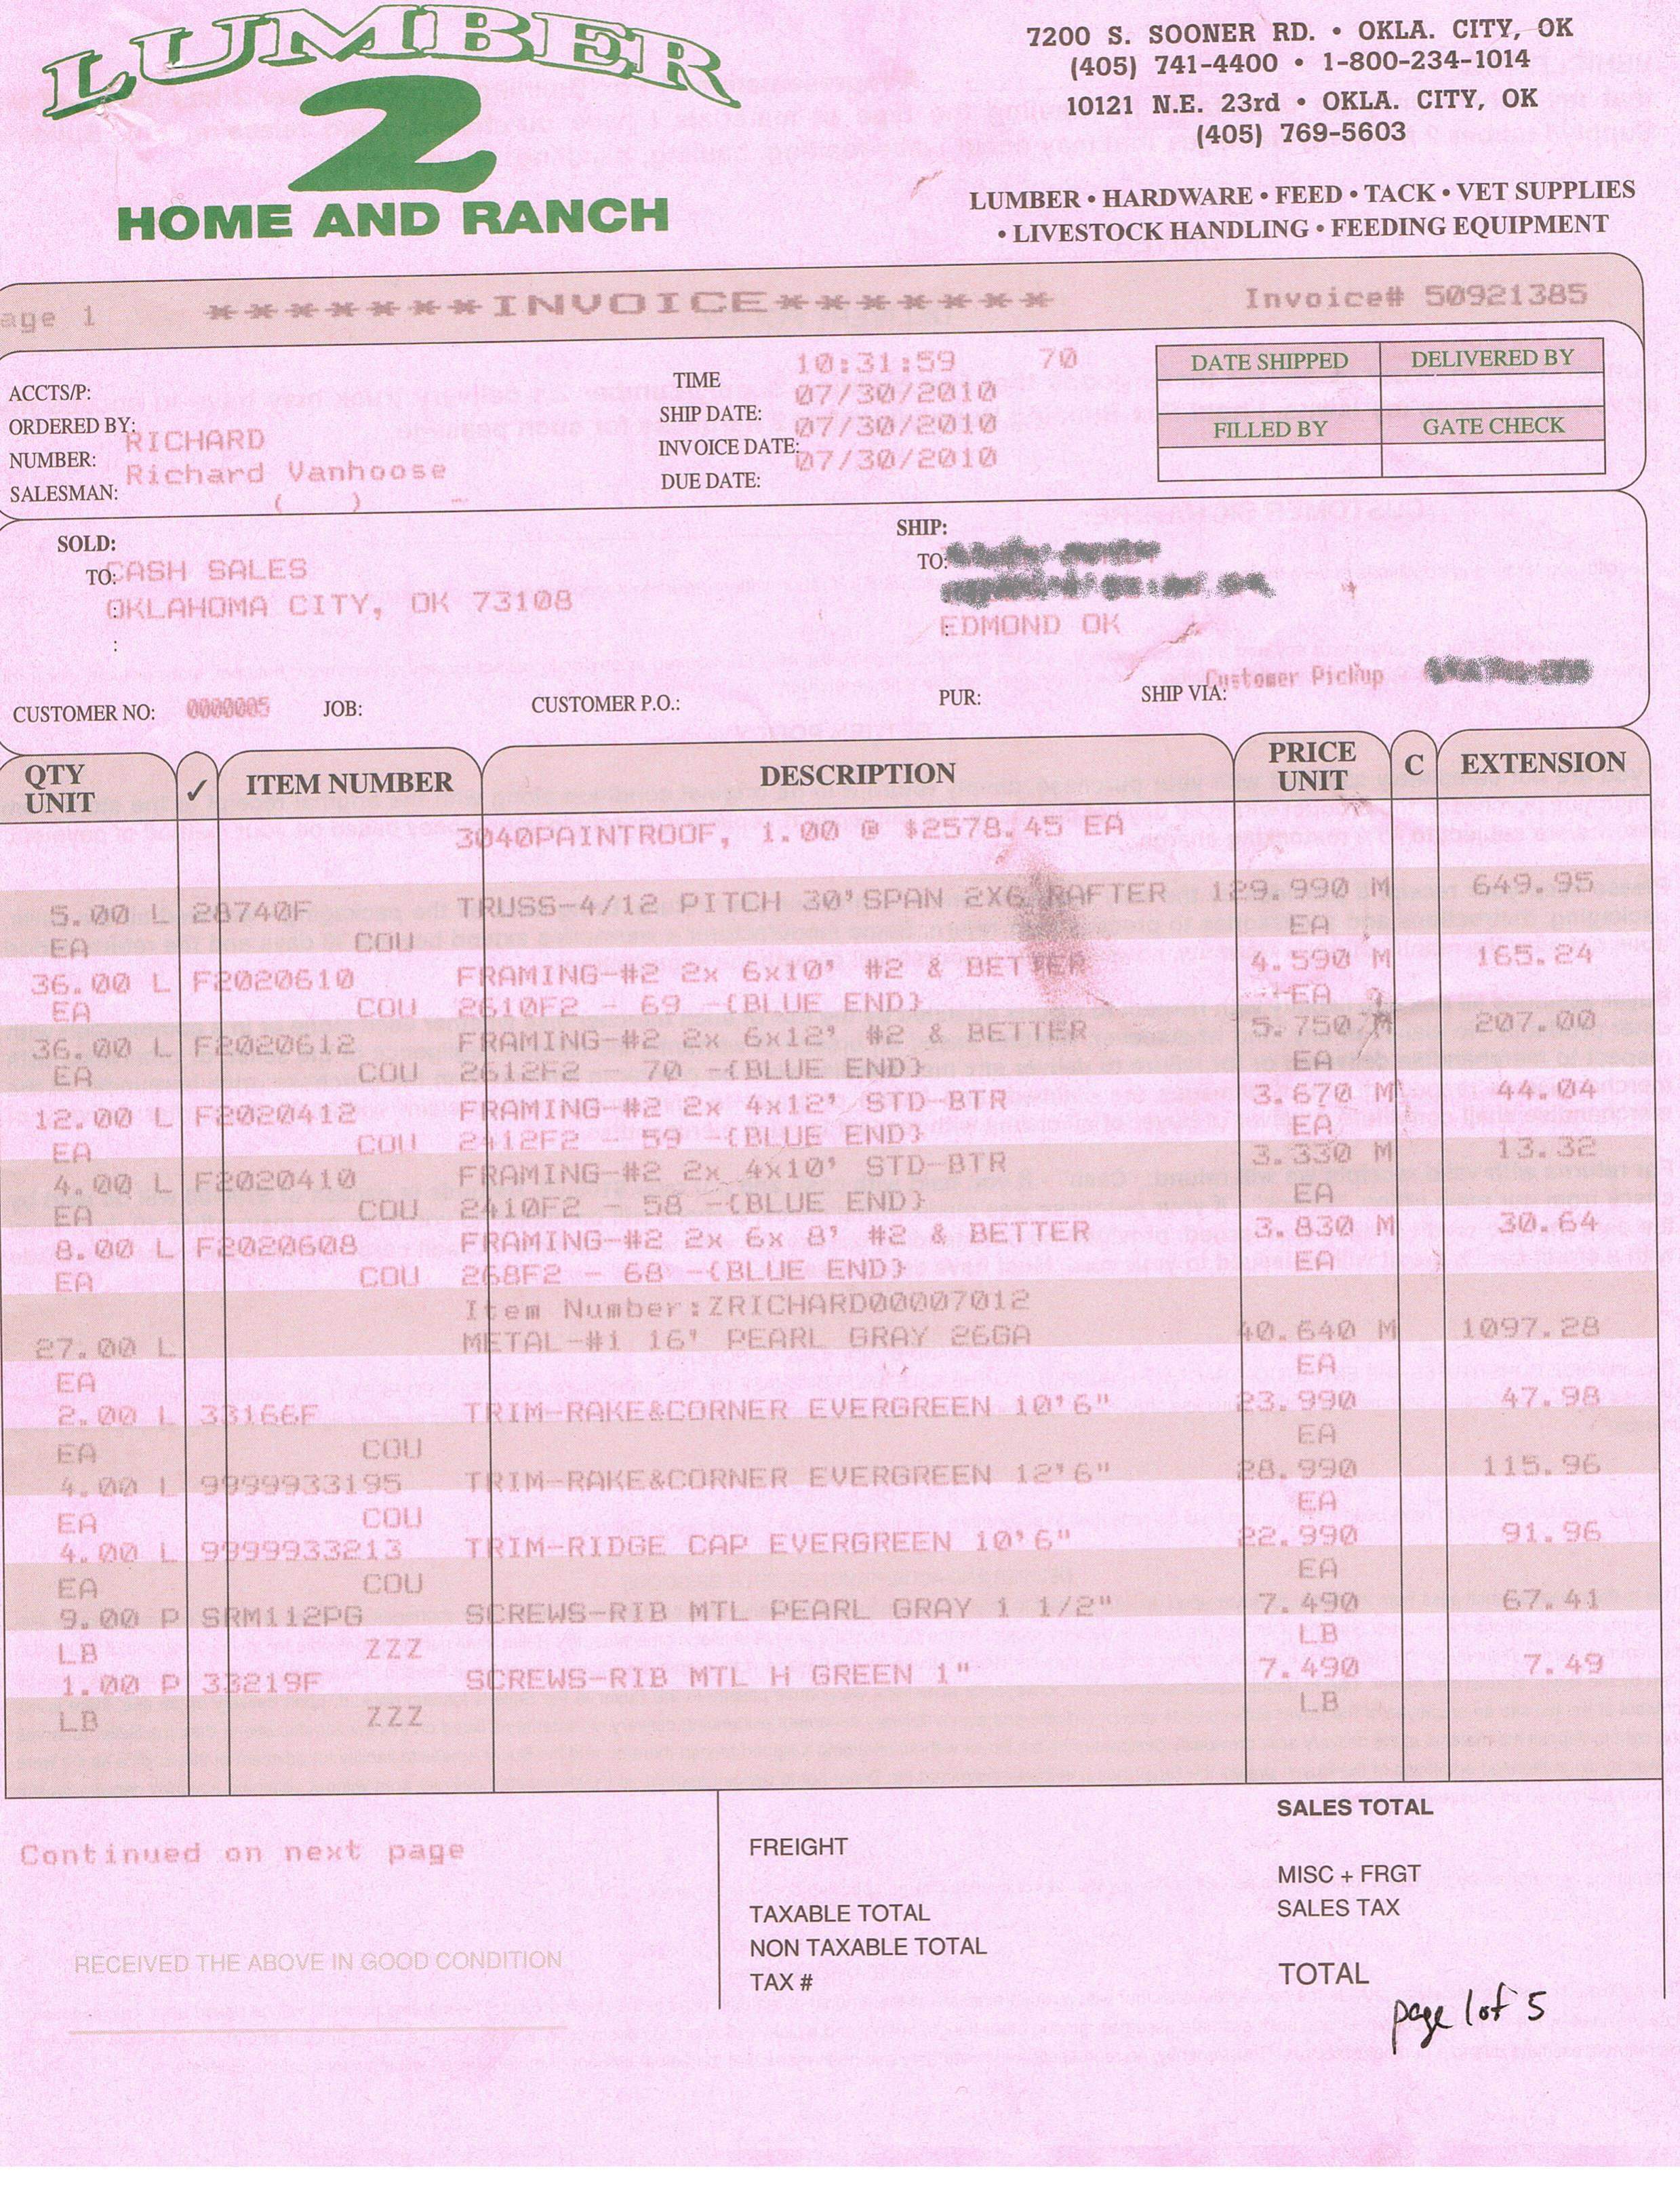 LUMBER
2
HOME AND RANCH
7200 S. SOONER RD. • OKLA. CITY, OK
(405) 741-4400 • 1-800-234-1014
10121 N.E. 23rd • OKLA. CITY, OK
(405) 769-5603
LUMBER • HARDWARE • FEED • TACK • VET SUPPLIES
• LIVESTOCK HANDLING • FEEDING EQUIPMENT
age 1 *******INVOICE******* Invoice# 50921385
ACCTS/P:
ORDERED BY: RICHARD
NUMBER: Richard Vanhoose
SALESMAN: ( ) -
TIME 10:31:59 70
SHIP DATE: 07/30/2010
INVOICE DATE: 07/30/2010
DUE DATE: 07/30/2010
DATE SHIPPED DELIVERED BY
FILLED BY GATE CHECK
SOLD:
TO: CASH SALES
: OKLAHOMA CITY, OK 73108
:
SHIP:
TO:
: EDMOND OK
CUSTOMER NO: 0000005 JOB: CUSTOMER P.O.: PUR: SHIP VIA: Customer Pickup
QTY UNIT ✓ ITEM NUMBER DESCRIPTION PRICE UNIT C EXTENSION
3040PAINTROOF, 1.00 @ $2578.45 EA
5.00 L 28740F TRUSS-4/12 PITCH 30'SPAN 2X6 RAFTER 129.990 M 649.95
EA COU EA
36.00 L F2020610 FRAMING-#2 2x 6x10' #2 & BETTER 4.590 M 165.24
EA COU 2610F2 - 69 -{BLUE END} EA
36.00 L F2020612 FRAMING-#2 2x 6x12' #2 & BETTER 5.750 M 207.00
EA COU 2612F2 - 70 -{BLUE END} EA
12.00 L F2020412 FRAMING-#2 2x 4x12' STD-BTR 3.670 M 44.04
EA COU 2412F2 - 59 -{BLUE END} EA
4.00 L F2020410 FRAMING-#2 2x 4x10' STD-BTR 3.330 M 13.32
EA COU 2410F2 - 58 -{BLUE END} EA
8.00 L F2020608 FRAMING-#2 2x 6x 8' #2 & BETTER 3.830 M 30.64
EA COU 268F2 - 68 -{BLUE END} EA
Item Number:ZRICHARD00007012
27.00 L METAL-#1 16' PEARL GRAY 26GA 40.640 M 1097.28
EA EA
2.00 L 33166F TRIM-RAKE&CORNER EVERGREEN 10'6" 23.990 47.98
EA COU EA
4.00 L 9999933195 TRIM-RAKE&CORNER EVERGREEN 12'6" 28.990 115.96
EA COU EA
4.00 L 9999933213 TRIM-RIDGE CAP EVERGREEN 10'6" 22.990 91.96
EA COU EA
9.00 P SRM112PG SCREWS-RIB MTL PEARL GRAY 1 1/2" 7.490 67.41
LB ZZZ LB
1.00 P 33219F SCREWS-RIB MTL H GREEN 1" 7.490 7.49
LB ZZZ LB
Continued on next page
RECEIVED THE ABOVE IN GOOD CONDITION
FREIGHT
TAXABLE TOTAL
NON TAXABLE TOTAL
TAX #
SALES TOTAL
MISC + FRGT
SALES TAX
TOTAL
page 1 of 5